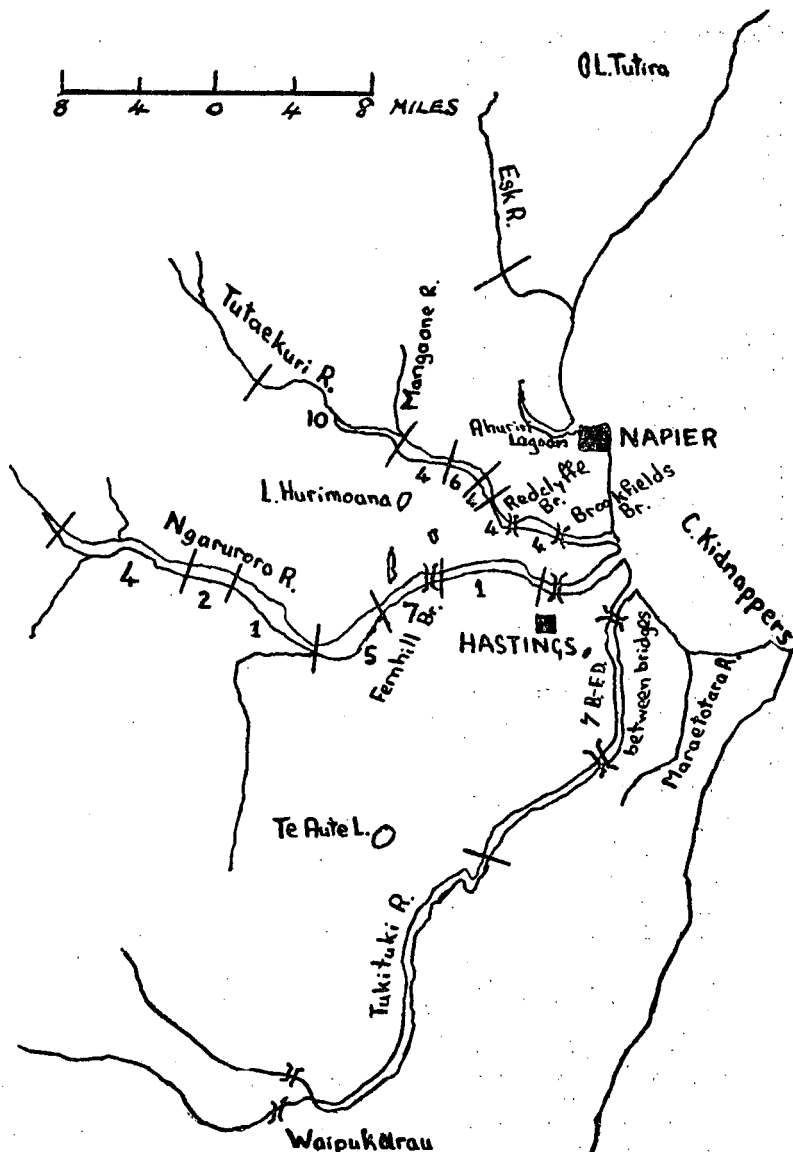 L. Tutira
8 4 0 4 8 MILES
Esk R.
Tutaekuri R.
Mangaone R.
10
Ahuriri
Lagoon
NAPIER
4
6
L. Hurimoana
Redclyffe
Br.
Brookfields
Br.
4
4
C. Kidnappers
Ngaruroro R.
4
2
1
5
7
Fernhill Br.
1
HASTINGS
7 B.-F.D.
between bridges
Maraetotara R.
Te Aute L.
Tukituki R.
Waipukurau